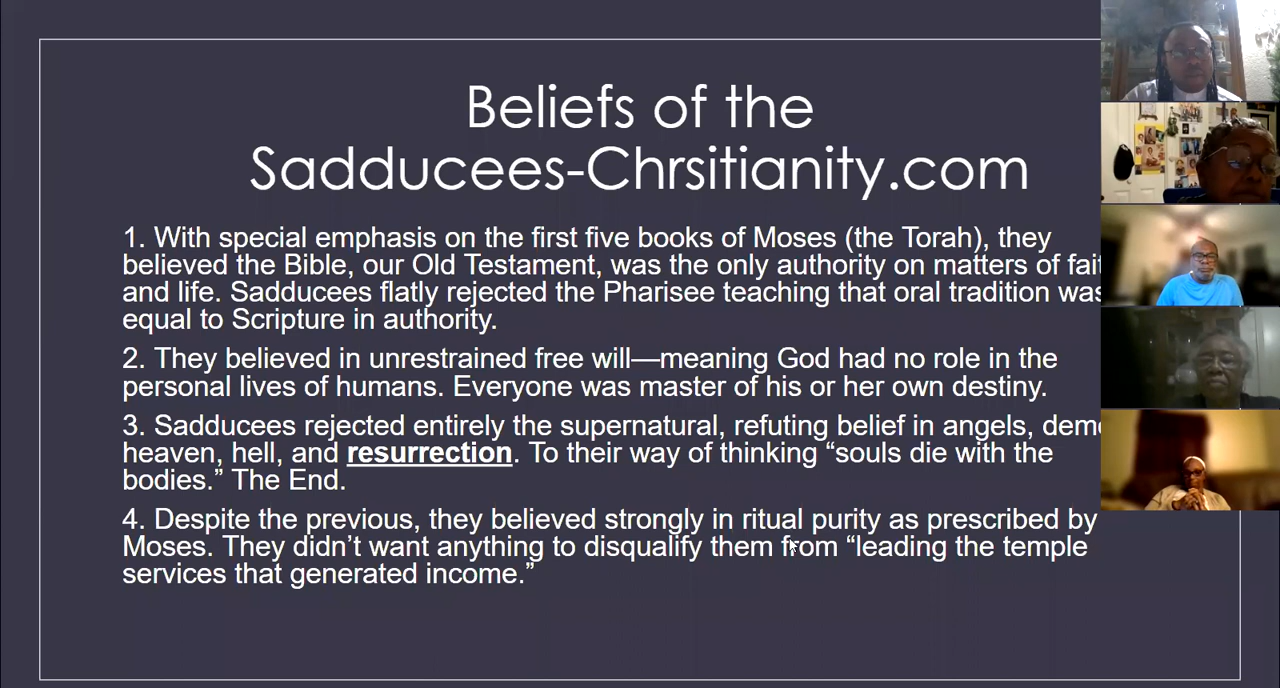 Beliefs of the
Sadducees-Chrsitianity.com
1. With special emphasis on the first five books of Moses (the Torah), they
believed the Bible, our Old Testament, was the only authority on matters of fait
and life. Sadducees flatly rejected the Pharisee teaching that oral tradition was
equal to Scripture in authority.
2. They believed in unrestrained free will—meaning God had no role in the
personal lives of humans. Everyone was master of his or her own destiny.
3. Sadducees rejected entirely the supernatural, refuting belief in angels, demo
heaven, hell, and resurrection. To their way of thinking “souls die with the
bodies.” The End.
4. Despite the previous, they believed strongly in ritual purity as prescribed by
Moses. They didn’t want anything to disqualify them from “leading the temple
services that generated income.”